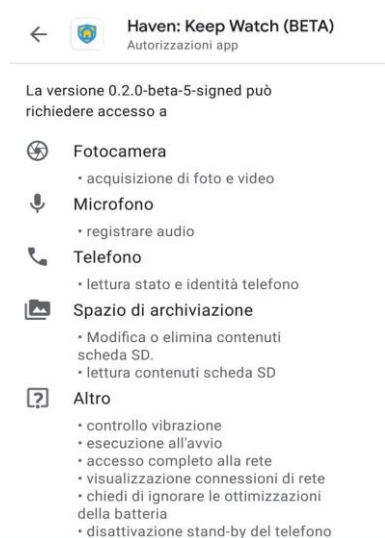 Haven: Keep Watch (BETA)
Autorizzazioni app
La versione 0.2.0-beta-5-signed può
richiedere accesso a
Fotocamera
• acquisizione di foto e video
Microfono
• registrare audio
Telefono
• lettura stato e identità telefono
Spazio di archiviazione
• Modifica o elimina contenuti
scheda SD.
• lettura contenuti scheda SD
Altro
• controllo vibrazione
• esecuzione all'avvio
• accesso completo alla rete
• visualizzazione connessioni di rete
• chiedi di ignorare le ottimizzazioni
della batteria
• disattivazione stand-by del telefono